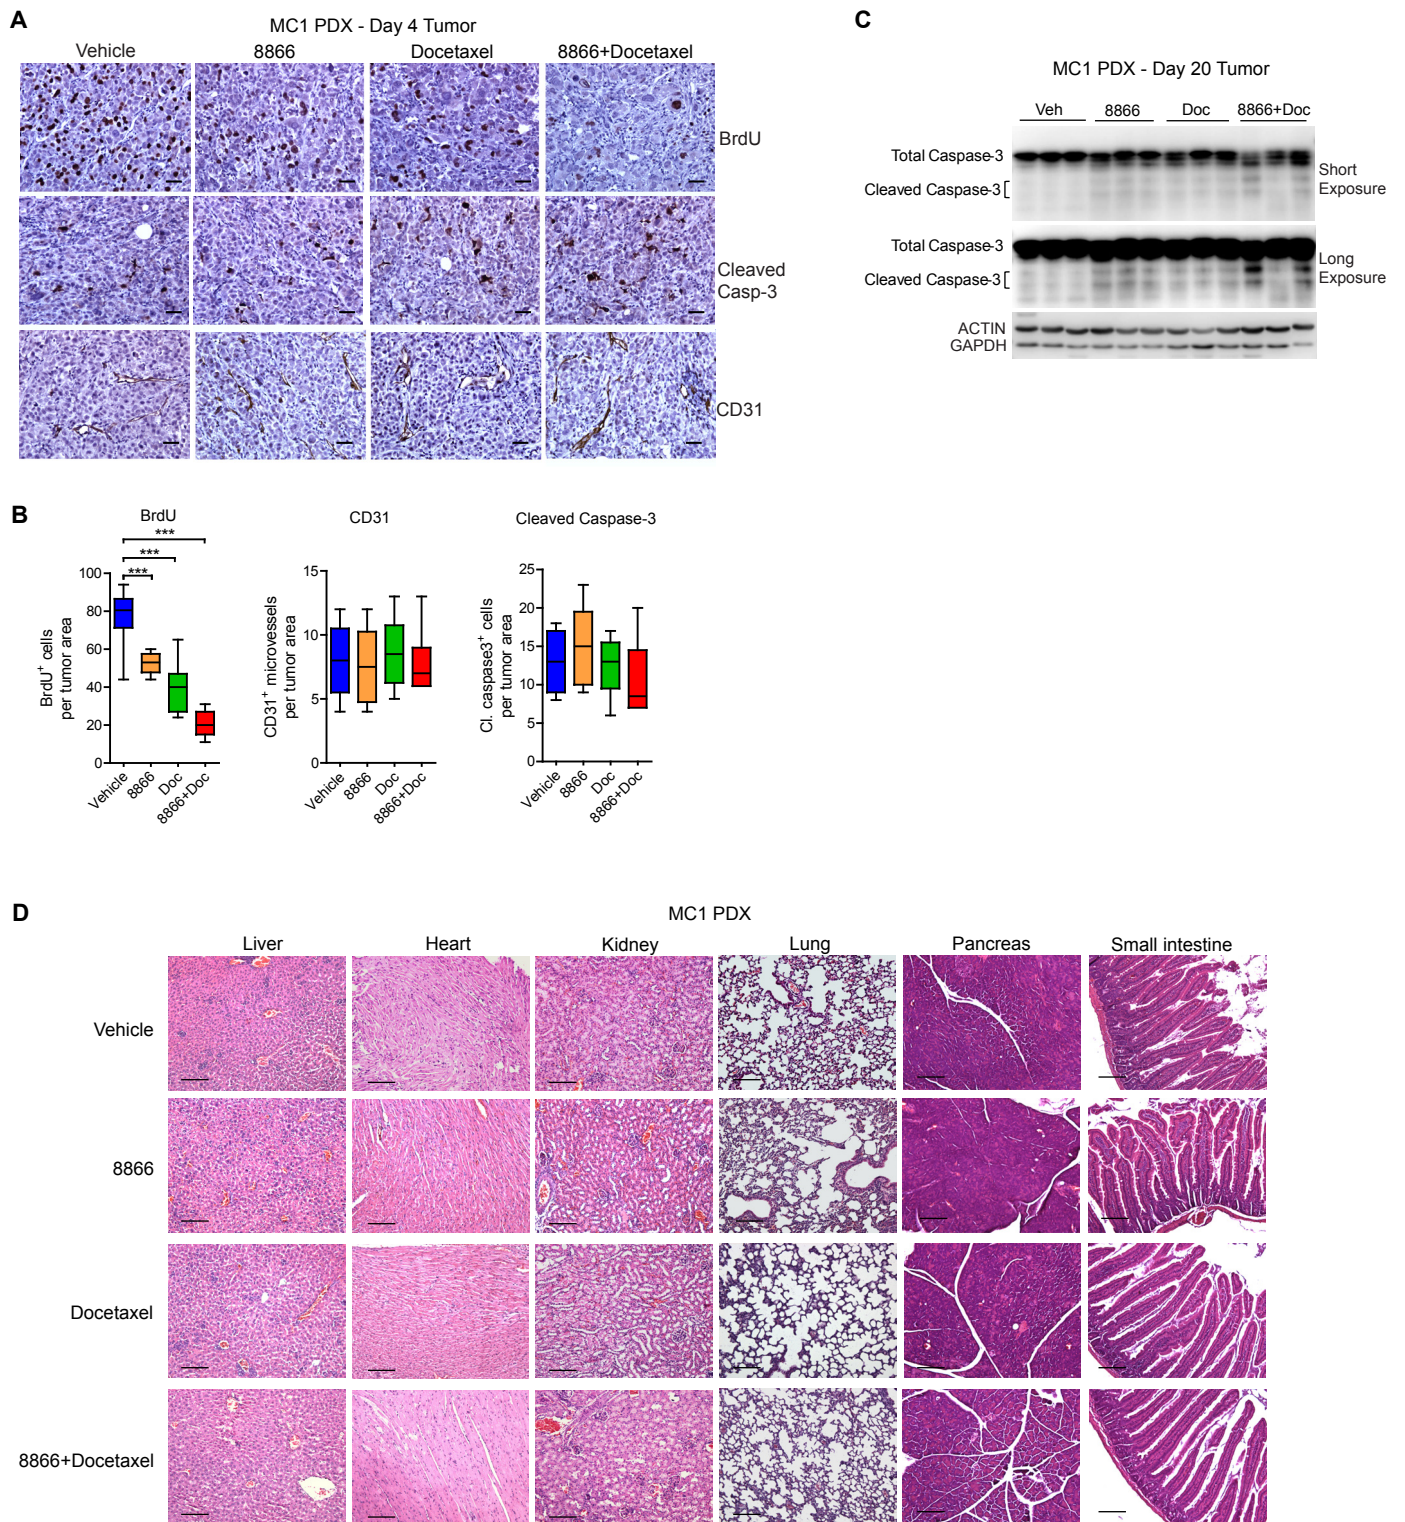 A
MC1 PDX - Day 4 Tumor
Vehicle
8866
Docetaxel
8866+Docetaxel
BrdU
Cleaved
Casp-3
CD31
C
MC1 PDX - Day 20 Tumor
Veh
8866
Doc
8866+Doc
Total Caspase-3
Cleaved Caspase-3
Short
Exposure
Total Caspase-3
Cleaved Caspase-3
Long
Exposure
ACTIN
GAPDH
B
BrdU
***
***
***
100
80
60
40
20
0
BrdU+ cells
per tumor area
Vehicle
8866
Doc
8866+Doc
CD31
15
10
5
0
CD31+ microvessels
per tumor area
Vehicle
8866
Doc
8866+Doc
Cleaved Caspase-3
25
20
15
10
5
0
Cl. caspase3+ cells
per tumor area
Vehicle
8866
Doc
8866+Doc
D
MC1 PDX
Liver
Heart
Kidney
Lung
Pancreas
Small intestine
Vehicle
8866
Docetaxel
8866+Docetaxel